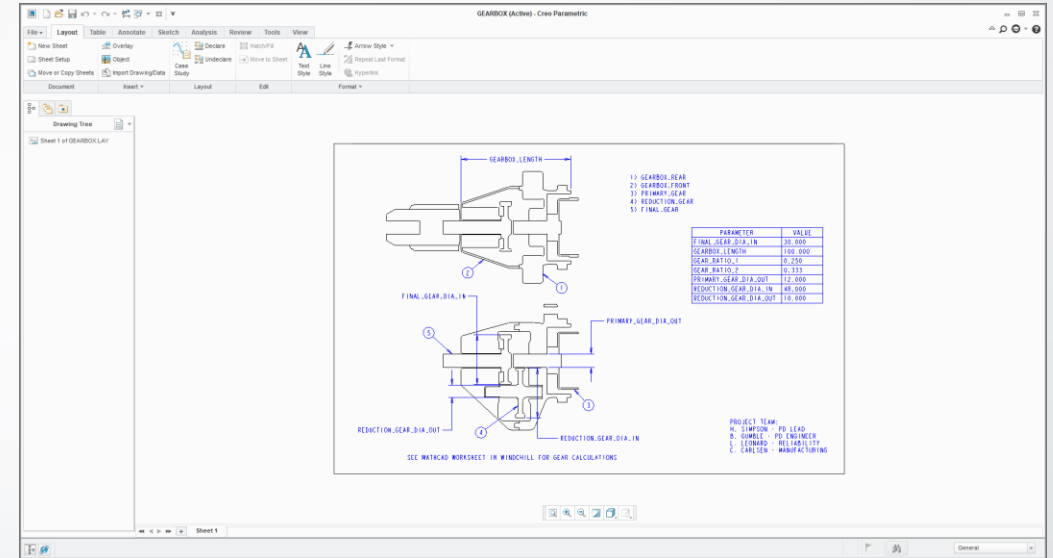 GEARBOX (Active) - Creo Parametric
File Layout Table Annotate Sketch Analysis Review Tools View
New Sheet
Sheet Setup
Move or Copy Sheets
Document
Overlay
Object
Import Drawing/Data
Insert
Case Study
Declare
Undeclare
Layout
Hatch/Fill
Move to Sheet
Edit
Text Style
Line Style
Arrow Style
Repeat Last Format
Hyperlink
Format
Drawing Tree
Sheet 1 of GEARBOX.LAY
GEARBOX_LENGTH
1) GEARBOX_REAR
2) GEARBOX_FRONT
3) PRIMARY_GEAR
4) REDUCTION_GEAR
5) FINAL_GEAR
PARAMETER VALUE
FINAL_GEAR_DIA_IN 30.000
GEARBOX_LENGTH 100.000
GEAR_RATIO_1 0.250
GEAR_RATIO_2 0.333
PRIMARY_GEAR_DIA_OUT 12.000
REDUCTION_GEAR_DIA_IN 48.000
REDUCTION_GEAR_DIA_OUT 10.000
2
1
FINAL_GEAR_DIA_IN
PRIMARY_GEAR_DIA_OUT
5
3
REDUCTION_GEAR_DIA_OUT
4
REDUCTION_GEAR_DIA_IN
SEE MATHCAD WORKSHEET IN WINDCHILL FOR GEAR CALCULATIONS
PROJECT TEAM:
H. SIMPSON - PD LEAD
B. GUMBLE - PD ENGINEER
L. LEONARD - RELIABILITY
C. CARLSEN - MANUFACTURING
Sheet 1
General